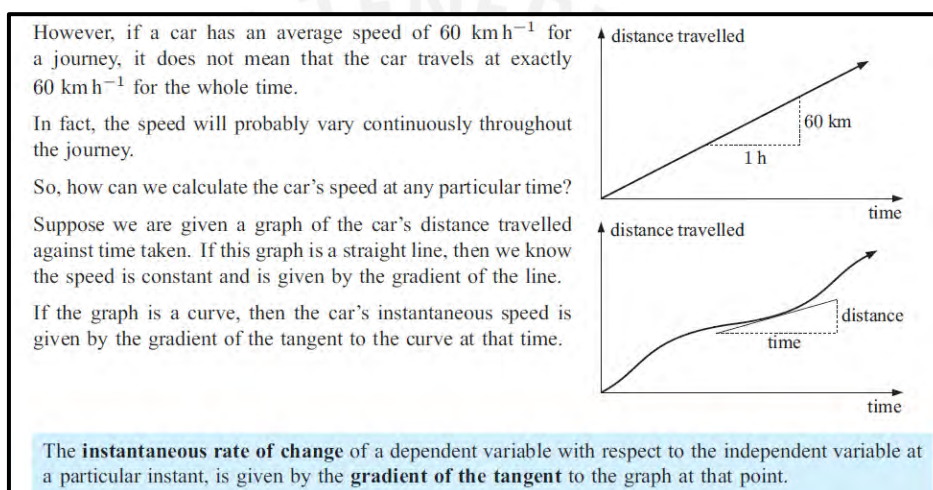 However, if a car has an average speed of 60 km h⁻¹ for
a journey, it does not mean that the car travels at exactly
60 km h⁻¹ for the whole time.
In fact, the speed will probably vary continuously throughout
the journey.
So, how can we calculate the car's speed at any particular time?
Suppose we are given a graph of the car's distance travelled
against time taken. If this graph is a straight line, then we know
the speed is constant and is given by the gradient of the line.
If the graph is a curve, then the car's instantaneous speed is
given by the gradient of the tangent to the curve at that time.
distance travelled
60 km
1 h
time
distance travelled
distance
time
time
The instantaneous rate of change of a dependent variable with respect to the independent variable at
a particular instant, is given by the gradient of the tangent to the graph at that point.